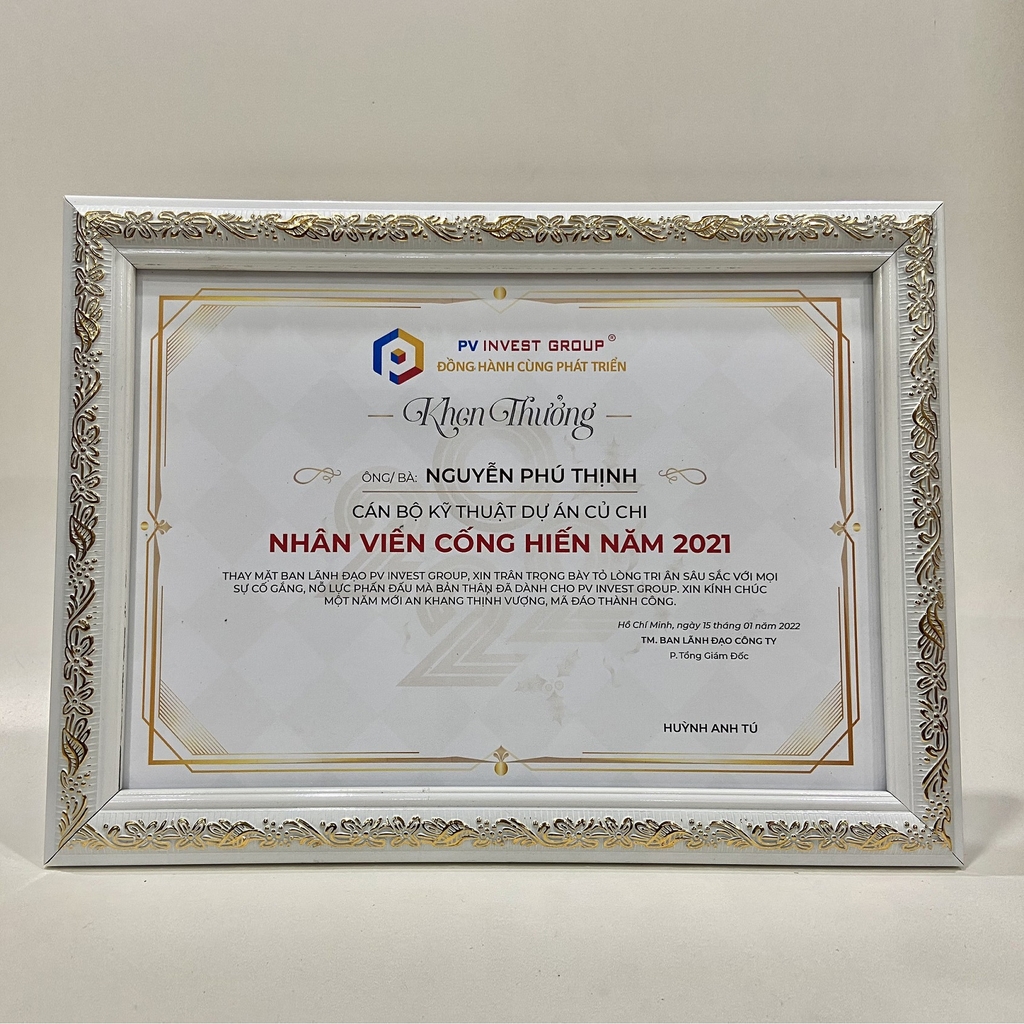 PV INVEST GROUP®
ĐỒNG HÀNH CÙNG PHÁT TRIỂN
Khen Thưởng
ÔNG/ BÀ: NGUYỄN PHÚ THỊNH
CÁN BỘ KỸ THUẬT DỰ ÁN CỦ CHI
NHÂN VIÊN CỐNG HIẾN NĂM 2021
THAY MẶT BAN LÃNH ĐẠO PV INVEST GROUP, XIN TRÂN TRỌNG BÀY TỎ LÒNG TRI ÂN SÂU SẮC VỚI MỌI
SỰ CỐ GẮNG, NỖ LỰC PHẤN ĐẤU MÀ BẢN THÂN ĐÃ DÀNH CHO PV INVEST GROUP. XIN KÍNH CHÚC
MỘT NĂM MỚI AN KHANG THỊNH VƯỢNG, MÃ ĐÁO THÀNH CÔNG.
Hồ Chí Minh, ngày 15 tháng 01 năm 2022
TM. BAN LÃNH ĐẠO CÔNG TY
P.Tổng Giám Đốc
HUỲNH ANH TÚ